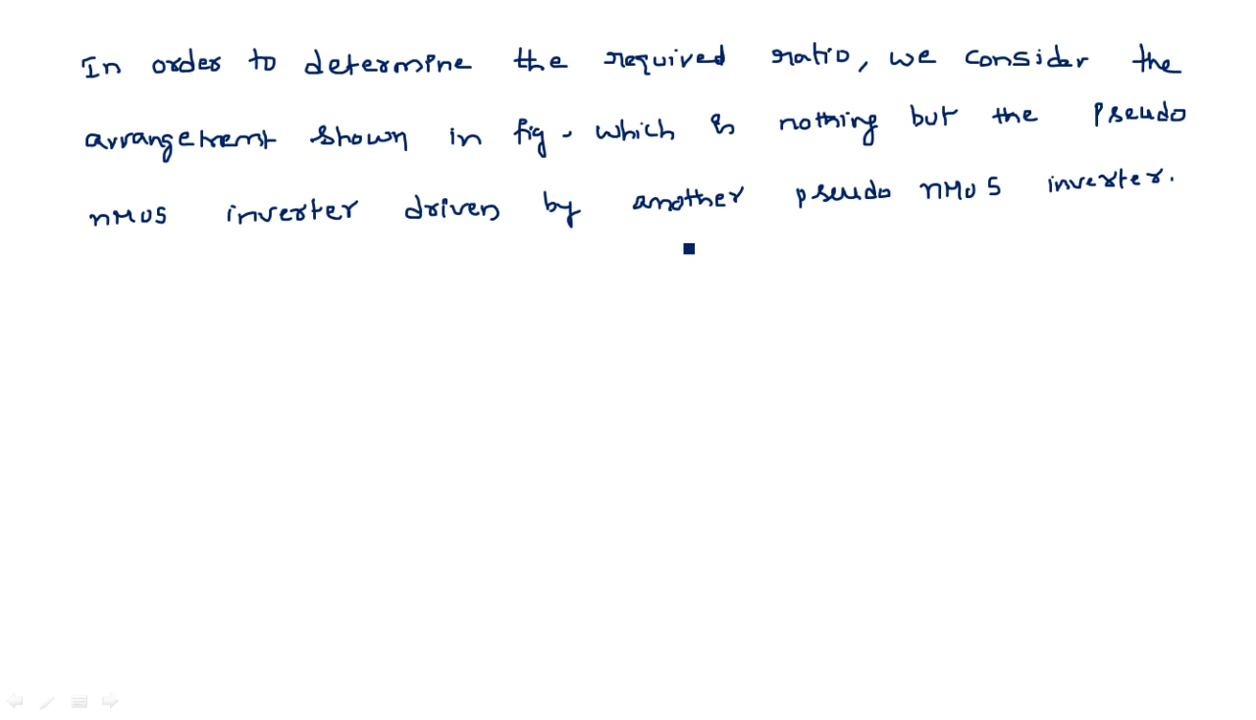 In order to determine the required ratio, we consider the
arrangement shown in fig. which is nothing but the Pseudo
nMOS inverter driven by another pseudo nMOS inverter.